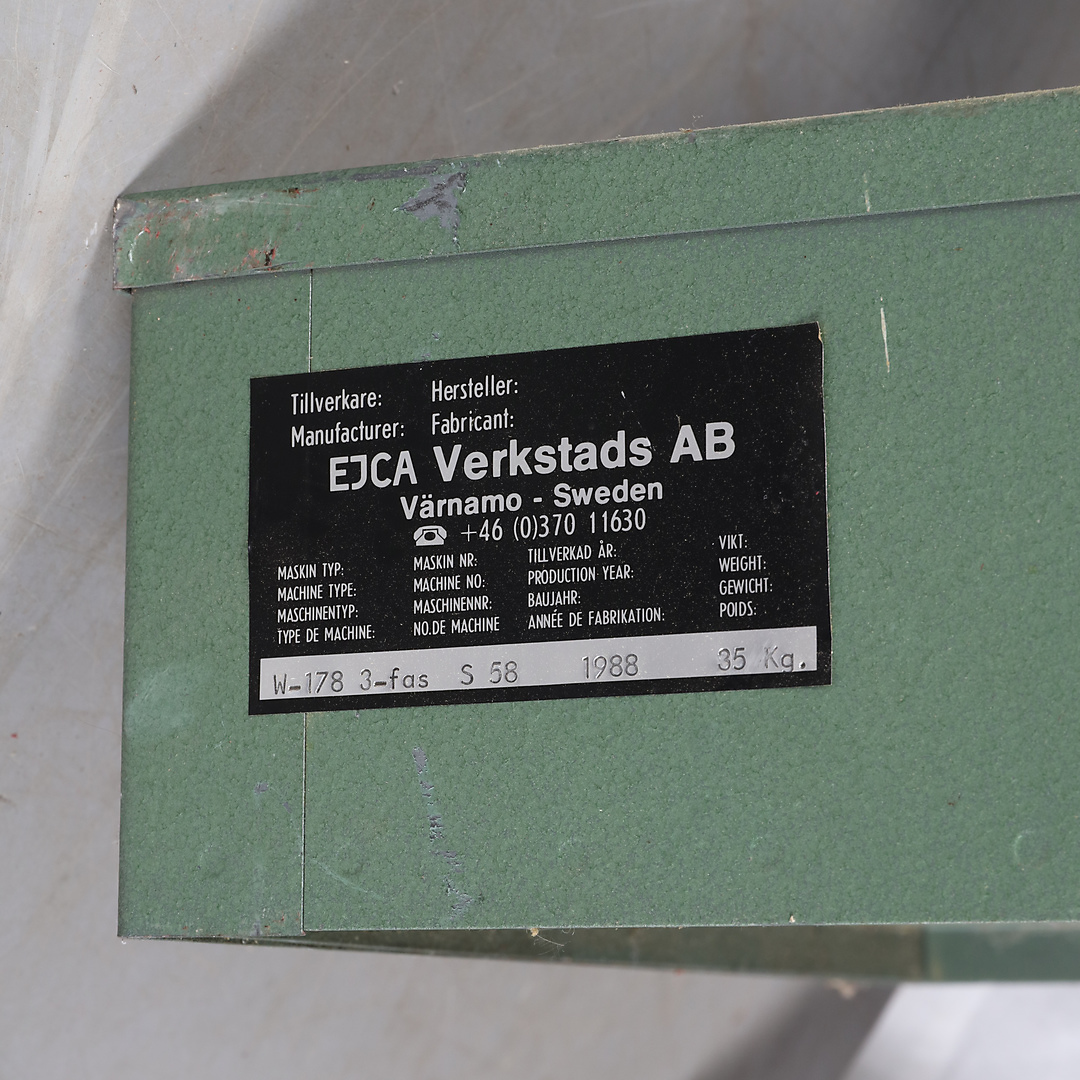 Tillverkare: Hersteller:
Manufacturer: Fabricant:
EJCA Verkstads AB
Värnamo - Sweden
+46 (0)370 11630
MASKIN TYP: MASKIN NR: TILLVERKAD ÅR: VIKT:
MACHINE TYPE: MACHINE NO: PRODUCTION YEAR: WEIGHT:
MASCHINENTYP: MASCHINENNR: BAUJAHR: GEWICHT:
TYPE DE MACHINE: NO.DE MACHINE ANNÉE DE FABRIKATION: POIDS:
W-178 3-fas S 58 1988 35 Kg.